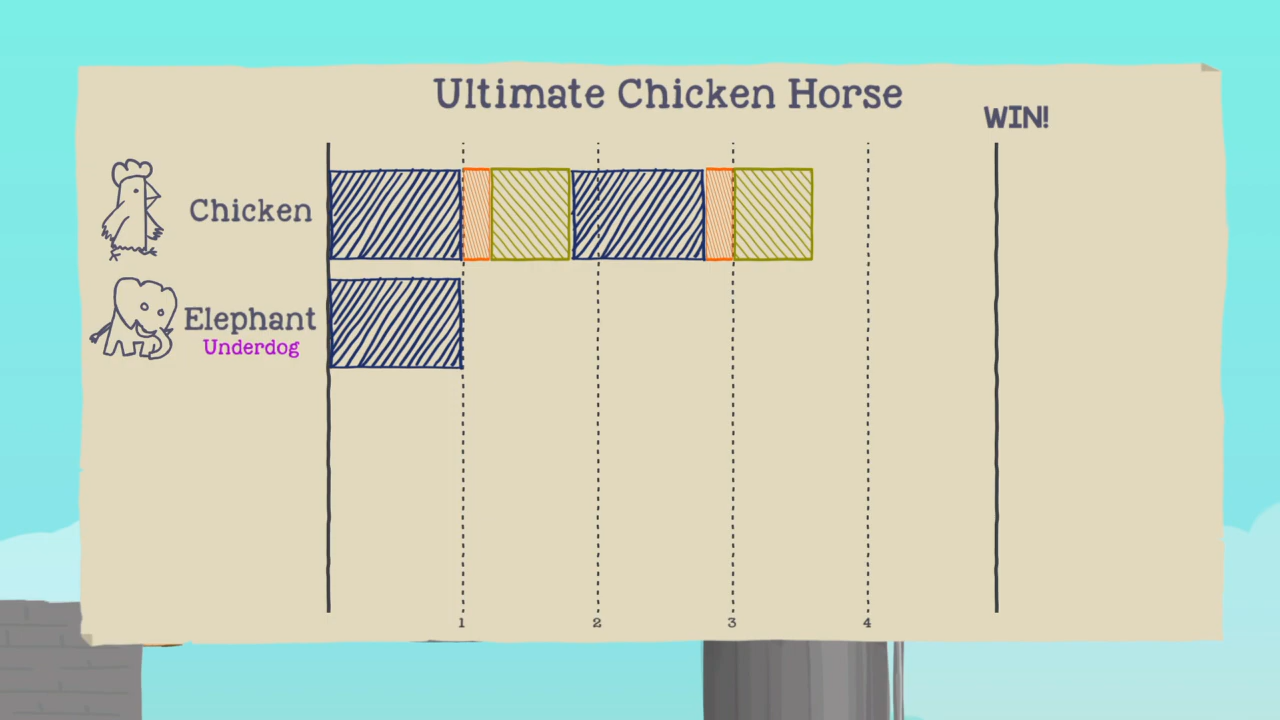 Ultimate Chicken Horse
WIN!
Chicken
Elephant
Underdog
1 2 3 4